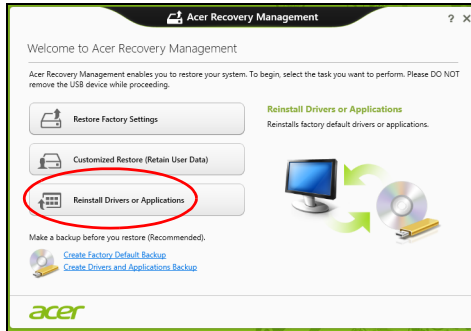 Acer Recovery Management
? X
Welcome to Acer Recovery Management
Acer Recovery Management enables you to restore your system. To begin, select the task you want to perform. Please DO NOT
remove the USB device while proceeding.
Restore Factory Settings
Reinstall Drivers or Applications
Reinstalls factory default drivers or applications.
Customized Restore (Retain User Data)
Reinstall Drivers or Applications
Make a backup before you restore (Recommended).
Create Factory Default Backup
Create Drivers and Applications Backup
acer